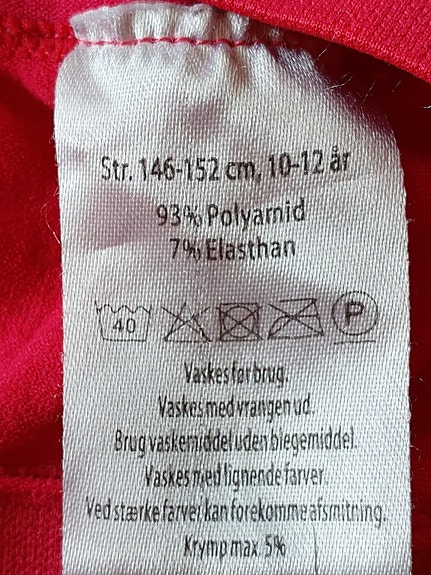 Str. 146-152 cm, 10-12 år
93% Polyamid
7% Elasthan
40 P
Vaskes før brug.
Vaskes med vrangen ud.
Brug vaskemiddel uden blegemiddel.
Vaskes med lignende farver.
Ved stærke farver kan forekomme afsmitning.
Krymp max. 5%